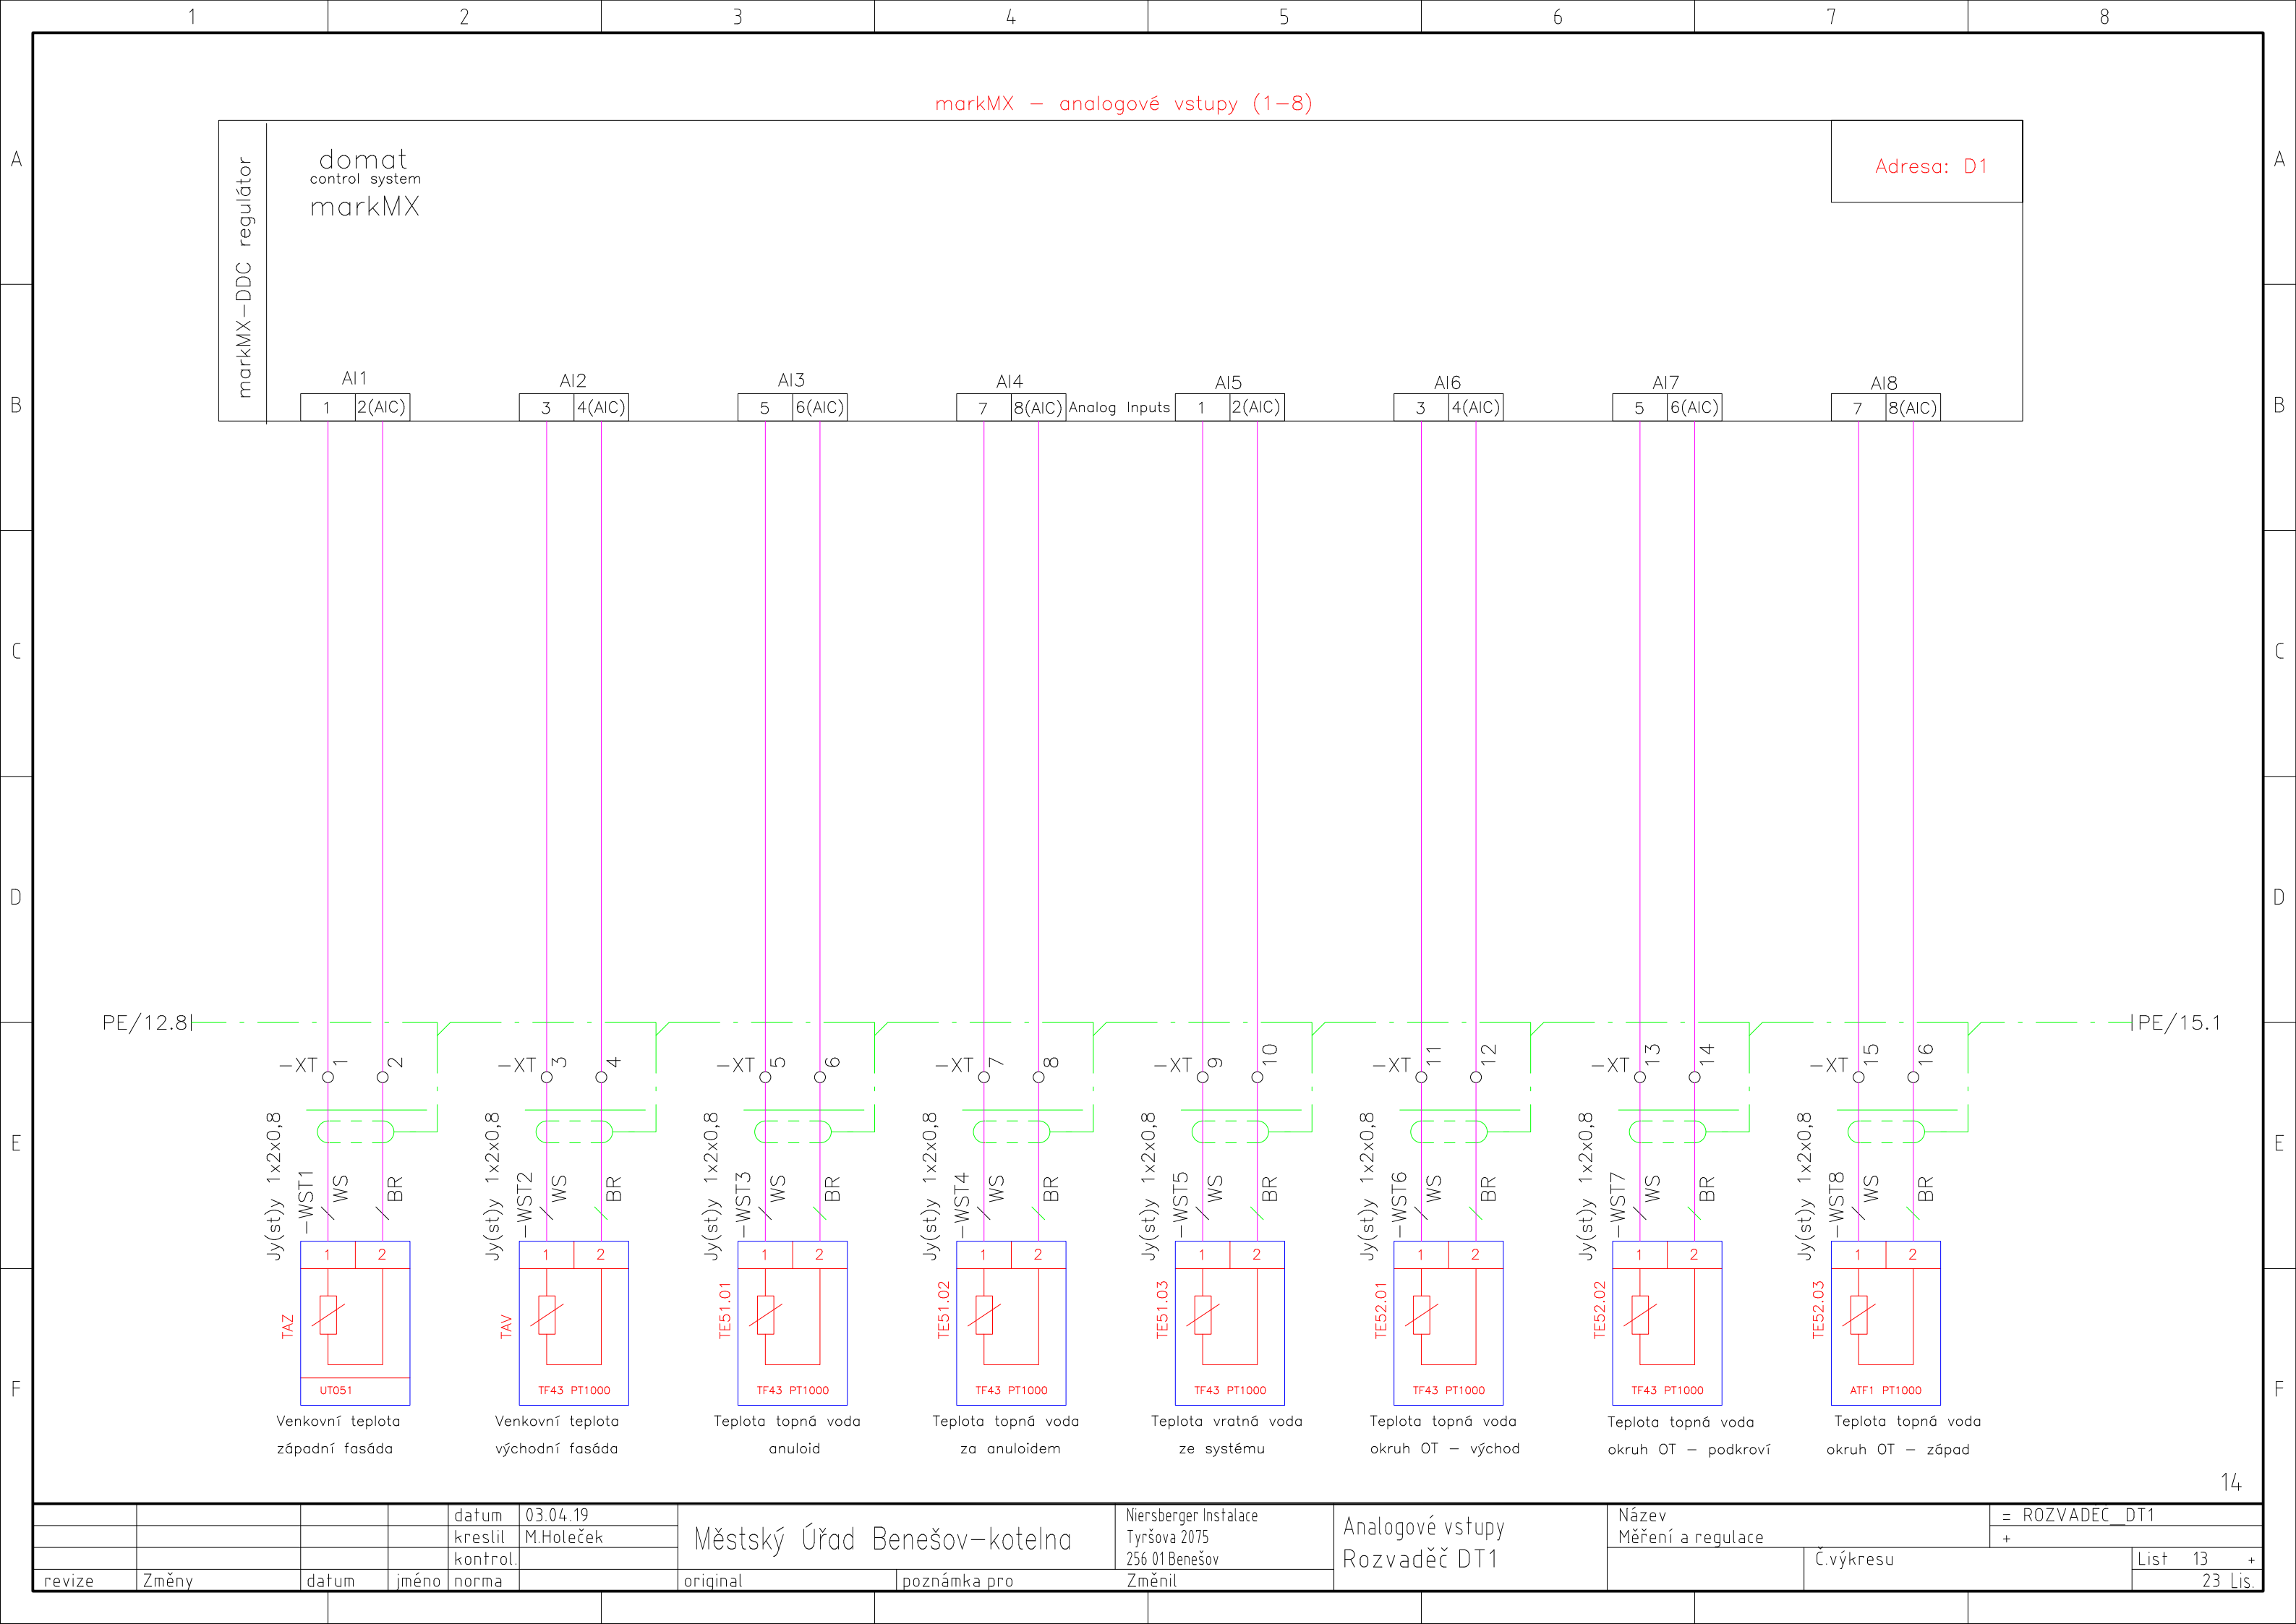 1 2 3 4 5 6 7 8
markMX - analogové vstupy (1-8)
A A
markMX-DDC regulátor
domat
control system
markMX
Adresa: D1
AI1 AI2 AI3 AI4 AI5 AI6 AI7 AI8
B 1 2(AIC) 3 4(AIC) 5 6(AIC) 7 8(AIC) Analog Inputs 1 2(AIC) 3 4(AIC) 5 6(AIC) 7 8(AIC) B
C C
D D
PE/12.8 PE/15.1
-XT 1 2 -XT 3 4 -XT 5 6 -XT 7 8 -XT 9 10 -XT 11 12 -XT 13 14 -XT 15 16
E E
Jy(st)y 1x2x0,8 -WST1 WS BR
Jy(st)y 1x2x0,8 -WST2 WS BR
Jy(st)y 1x2x0,8 -WST3 WS BR
Jy(st)y 1x2x0,8 -WST4 WS BR
Jy(st)y 1x2x0,8 -WST5 WS BR
Jy(st)y 1x2x0,8 -WST6 WS BR
Jy(st)y 1x2x0,8 -WST7 WS BR
Jy(st)y 1x2x0,8 -WST8 WS BR
1 2 1 2 1 2 1 2 1 2 1 2 1 2 1 2
TAZ TAV TE51.01 TE51.02 TE51.03 TE52.01 TE52.02 TE52.03
F F
UT051 TF43 PT1000 TF43 PT1000 TF43 PT1000 TF43 PT1000 TF43 PT1000 TF43 PT1000 ATF1 PT1000
Venkovní teplota
západní fasáda
Venkovní teplota
východní fasáda
Teplota topná voda
anuloid
Teplota topná voda
za anuloidem
Teplota vratná voda
ze systému
Teplota topná voda
okruh OT - východ
Teplota topná voda
okruh OT - podkroví
Teplota topná voda
okruh OT - západ
14
datum 03.04.19
kreslil M.Holeček
kontrol.
revize Změny datum jméno norma
Městský Úřad Benešov-kotelna
original poznámka pro
Niersberger Instalace
Tyršova 2075
256 01 Benešov
Změnil
Analogové vstupy
Rozvaděč DT1
Název
Měření a regulace
= ROZVADĚČ_DT1
+
Č.výkresu
List 13 +
23 Lis.